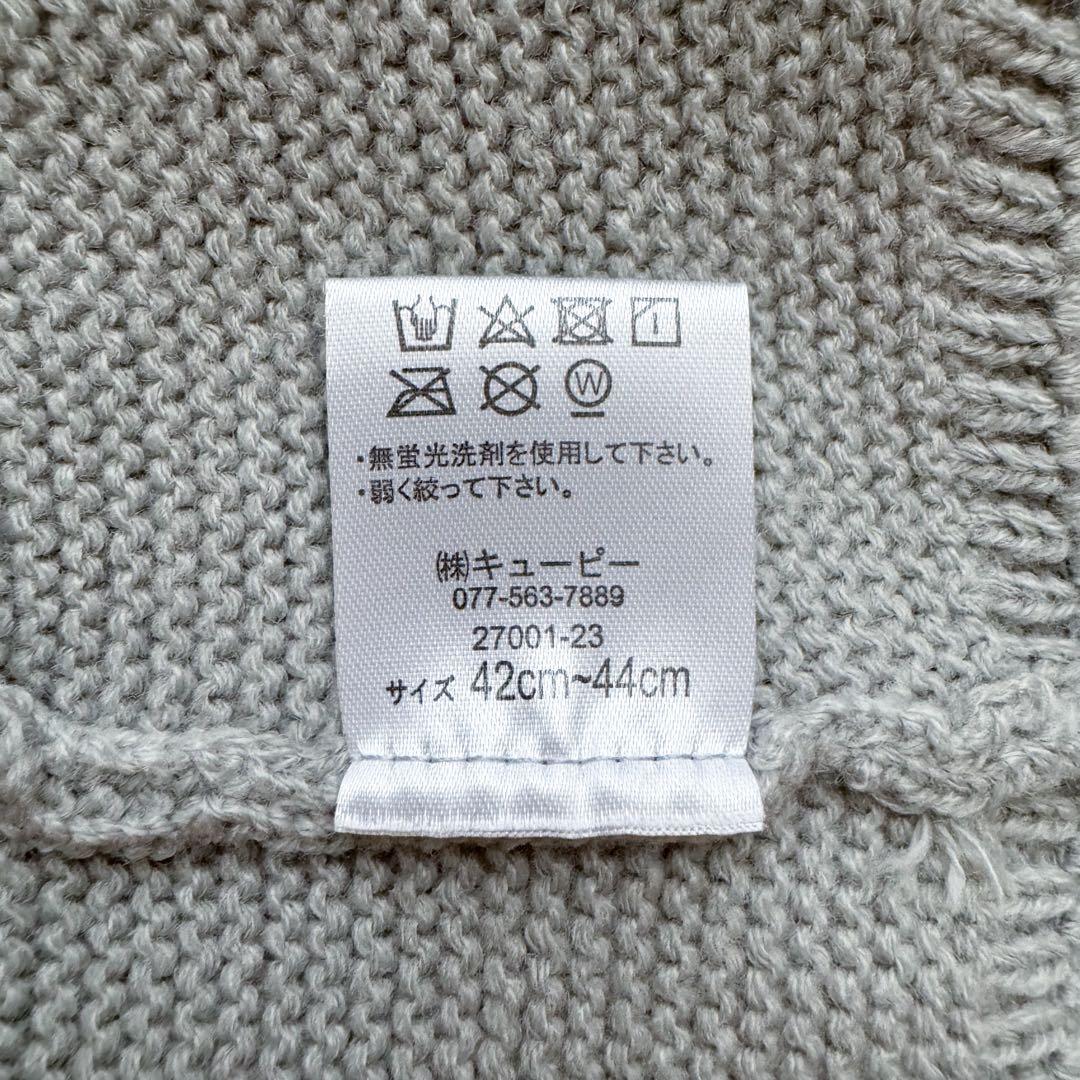 W
・無蛍光洗剤を使用して下さい。
・弱く絞って下さい。
㈱キューピー
077-563-7889
27001-23
サイズ 42cm~44cm